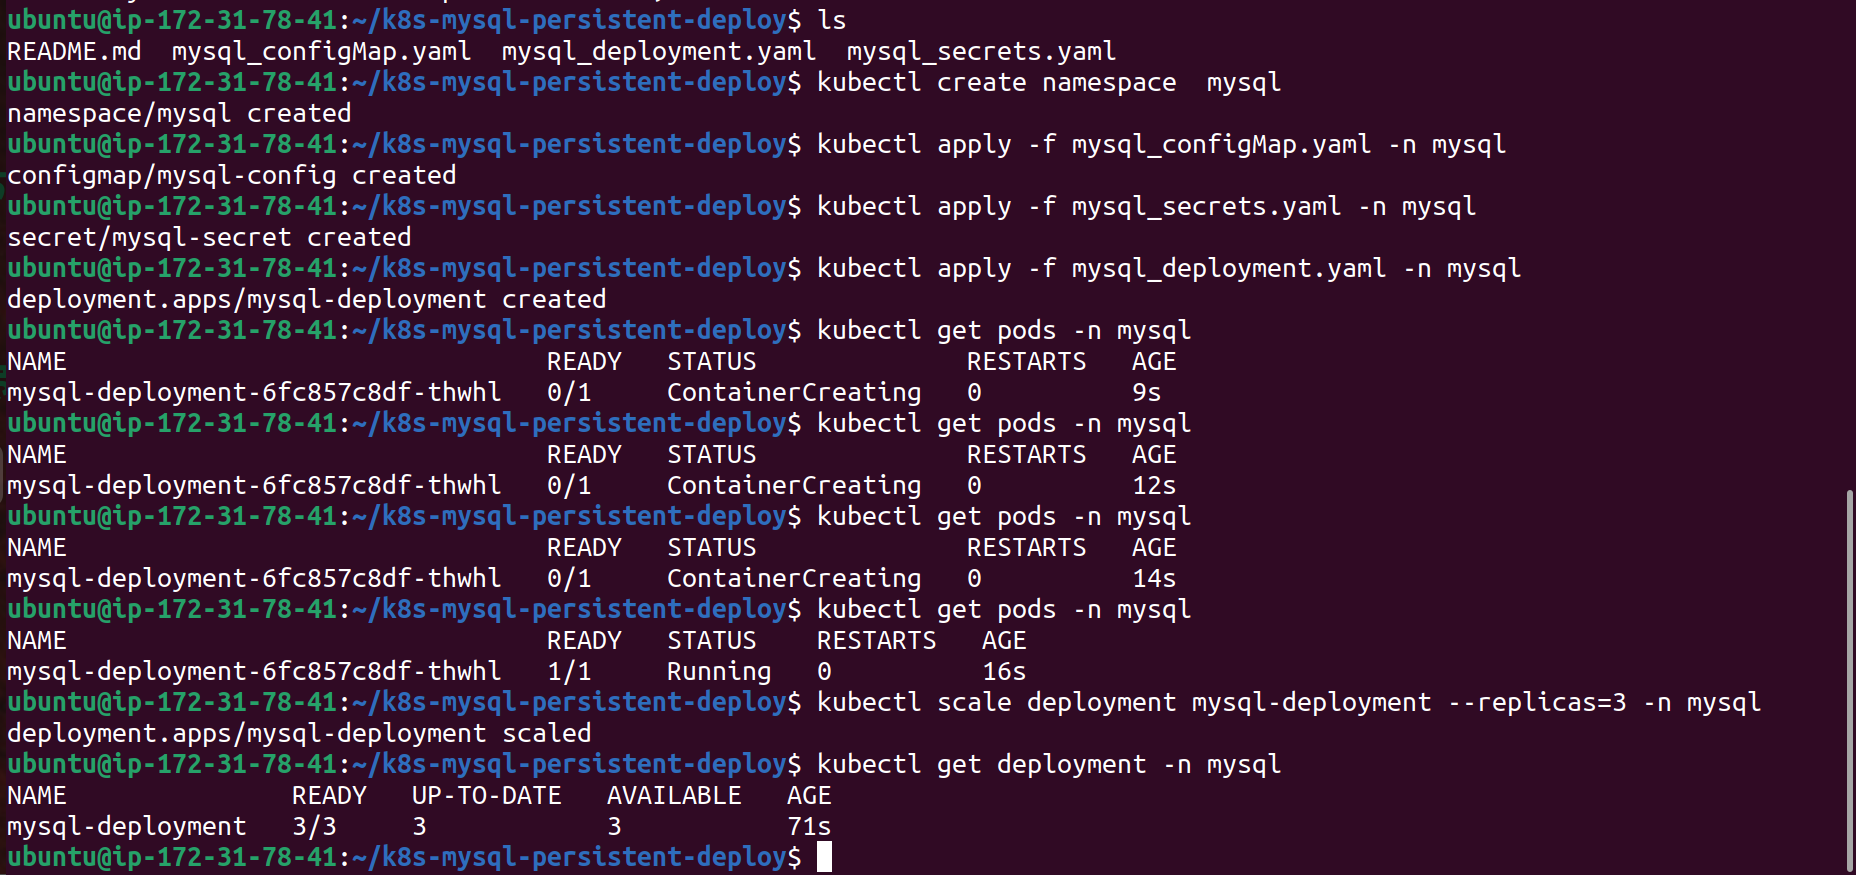 ubuntu@ip-172-31-78-41:~/k8s-mysql-persistent-deploy$ ls
README.md  mysql_configMap.yaml  mysql_deployment.yaml  mysql_secrets.yaml
ubuntu@ip-172-31-78-41:~/k8s-mysql-persistent-deploy$ kubectl create namespace  mysql
namespace/mysql created
ubuntu@ip-172-31-78-41:~/k8s-mysql-persistent-deploy$ kubectl apply -f mysql_configMap.yaml -n mysql
configmap/mysql-config created
ubuntu@ip-172-31-78-41:~/k8s-mysql-persistent-deploy$ kubectl apply -f mysql_secrets.yaml -n mysql
secret/mysql-secret created
ubuntu@ip-172-31-78-41:~/k8s-mysql-persistent-deploy$ kubectl apply -f mysql_deployment.yaml -n mysql
deployment.apps/mysql-deployment created
ubuntu@ip-172-31-78-41:~/k8s-mysql-persistent-deploy$ kubectl get pods -n mysql
NAME                                READY   STATUS              RESTARTS   AGE
mysql-deployment-6fc857c8df-thwhl   0/1     ContainerCreating   0          9s
ubuntu@ip-172-31-78-41:~/k8s-mysql-persistent-deploy$ kubectl get pods -n mysql
NAME                                READY   STATUS              RESTARTS   AGE
mysql-deployment-6fc857c8df-thwhl   0/1     ContainerCreating   0          12s
ubuntu@ip-172-31-78-41:~/k8s-mysql-persistent-deploy$ kubectl get pods -n mysql
NAME                                READY   STATUS              RESTARTS   AGE
mysql-deployment-6fc857c8df-thwhl   0/1     ContainerCreating   0          14s
ubuntu@ip-172-31-78-41:~/k8s-mysql-persistent-deploy$ kubectl get pods -n mysql
NAME                                READY   STATUS    RESTARTS   AGE
mysql-deployment-6fc857c8df-thwhl   1/1     Running   0          16s
ubuntu@ip-172-31-78-41:~/k8s-mysql-persistent-deploy$ kubectl scale deployment mysql-deployment --replicas=3 -n mysql
deployment.apps/mysql-deployment scaled
ubuntu@ip-172-31-78-41:~/k8s-mysql-persistent-deploy$ kubectl get deployment -n mysql
NAME               READY   UP-TO-DATE   AVAILABLE   AGE
mysql-deployment   3/3     3            3           71s
ubuntu@ip-172-31-78-41:~/k8s-mysql-persistent-deploy$